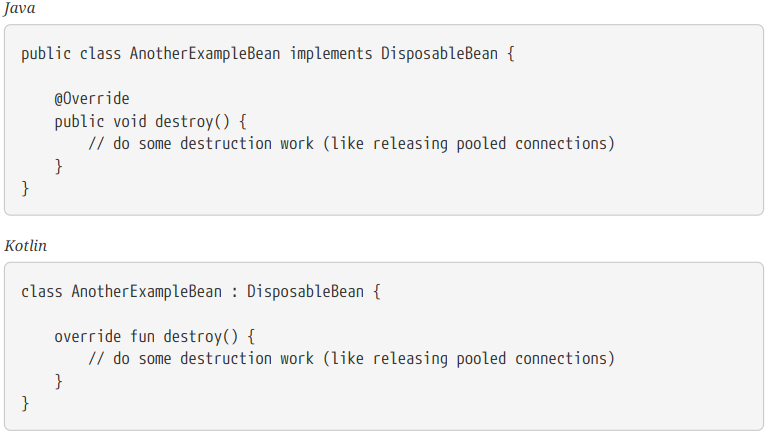 Java
public class AnotherExampleBean implements DisposableBean {
    @Override
    public void destroy() {
        // do some destruction work (like releasing pooled connections)
    }
}
Kotlin
class AnotherExampleBean : DisposableBean {
    override fun destroy() {
        // do some destruction work (like releasing pooled connections)
    }
}